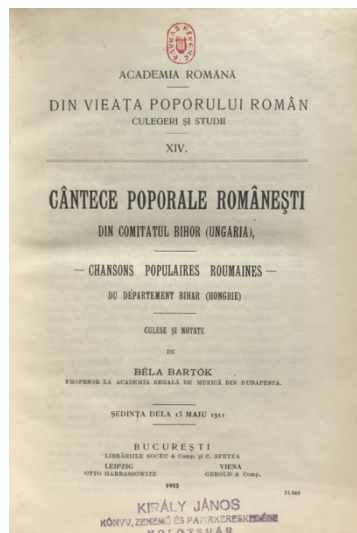 ACADEMIA ROMÂNĂ
DIN VIEAȚA POPORULUI ROMÂN
CULEGERI ȘI STUDII
XIV.
CÂNTECE POPORALE ROMÂNEȘTI
DIN COMITATUL BIHOR (UNGARIA),
— CHANSONS POPULAIRES ROUMAINES —
DU DÉPARTEMENT BIHAR (HONGRIE)
CULESE ȘI NOTATE
DE
BÉLA BARTÓK
PROFESOR LA ACADEMIA REGALĂ DE MUZICĂ DIN BUDAPESTA.
ȘEDINȚA DELA 13 MAIU 1911
BUCUREȘTI
LIBRĂRIILE SOCEC & Comp. și C. SFETEA
LEIPZIG VIENA
OTTO HARRASSOWITZ GEROLD & Comp.
1913
KIRÁLY JÁNOS
KÖNYV, ZENEMŰ ÉS PAPIRKERESKEDÉSE
KOLOZSVÁR